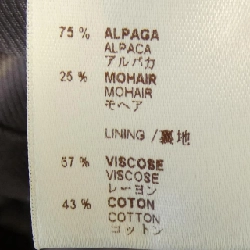 75 % ALPAGA
ALPACA
アルパカ
25 % MOHAIR
MOHAIR
モヘア
LINING /裏地
57 % VISCOSE
VISCOSE
レーヨン
43 % COTON
COTTON
コットン